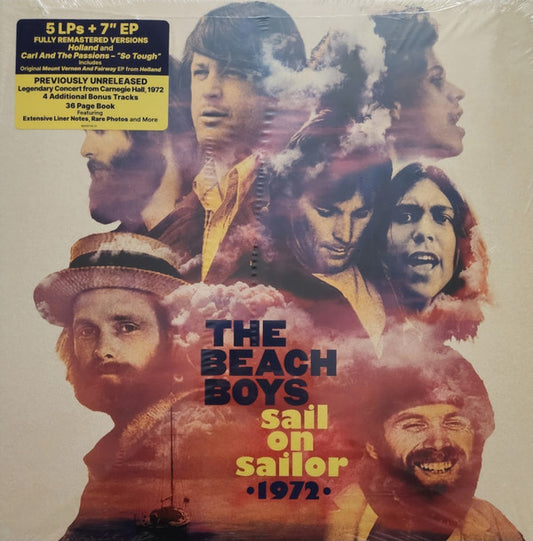 5 LPs + 7” EP
FULLY REMASTERED VERSIONS
Holland and
Carl And The Passions – "So Tough"
Includes
Original Mount Vernon And Fairway EP from Holland
PREVIOUSLY UNRELEASED
Legendary Concert from Carnegie Hall, 1972
4 Additional Bonus Tracks
36 Page Book
Featuring
Extensive Liner Notes, Rare Photos and More
THE
BEACH
BOYS
sail
on
sailor
•1972•